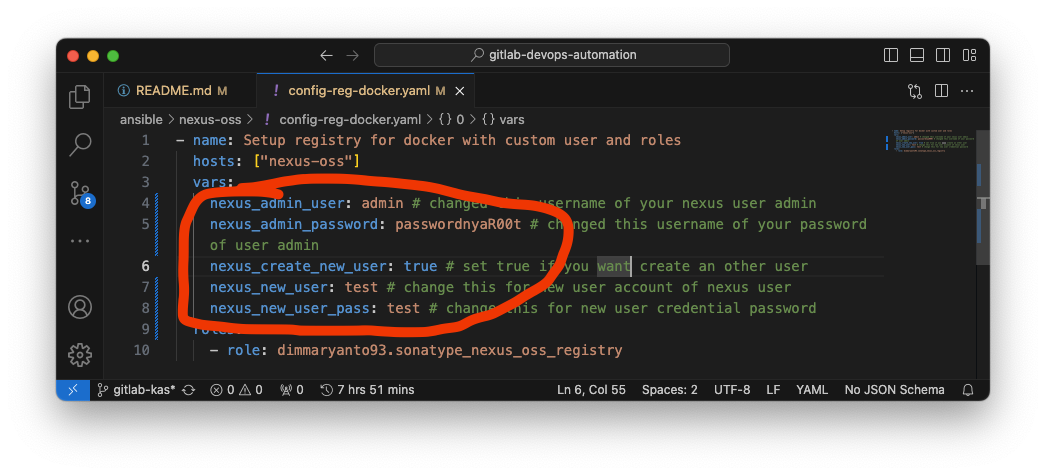 gitlab-devops-automation
README.md M
config-reg-docker.yaml M
ansible > nexus-oss > ! config-reg-docker.yaml > {} 0 > {} vars
1 - name: Setup registry for docker with custom user and roles
2 hosts: ["nexus-oss"]
3 vars:
4 nexus_admin_user: admin # changed this username of your nexus user admin
5 nexus_admin_password: passwordnyaR00t # changed this username of your password
of user admin
6 nexus_create_new_user: true # set true if you want create an other user
7 nexus_new_user: test # change this for new user account of nexus user
8 nexus_new_user_pass: test # change this for new user credential password
9 roles:
10 - role: dimmaryanto93.sonatype_nexus_oss_registry
8
gitlab-kas* 0 0 0 7 hrs 51 mins Ln 6, Col 55 Spaces: 2 UTF-8 LF YAML No JSON Schema